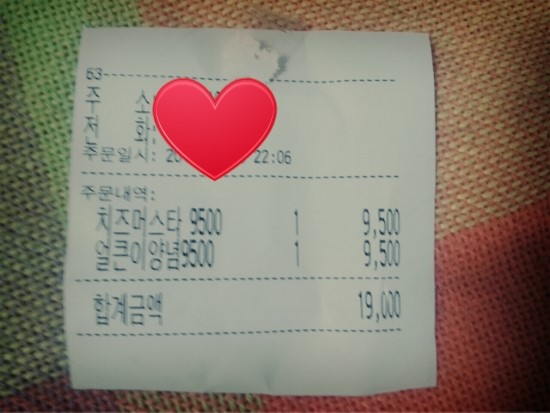 63
주 소
전 화:
주문일시: 20 22:06
주문내역:
치즈머스타 9500 1 9,500
얼큰이양념9500 1 9,500
합계금액 19,000